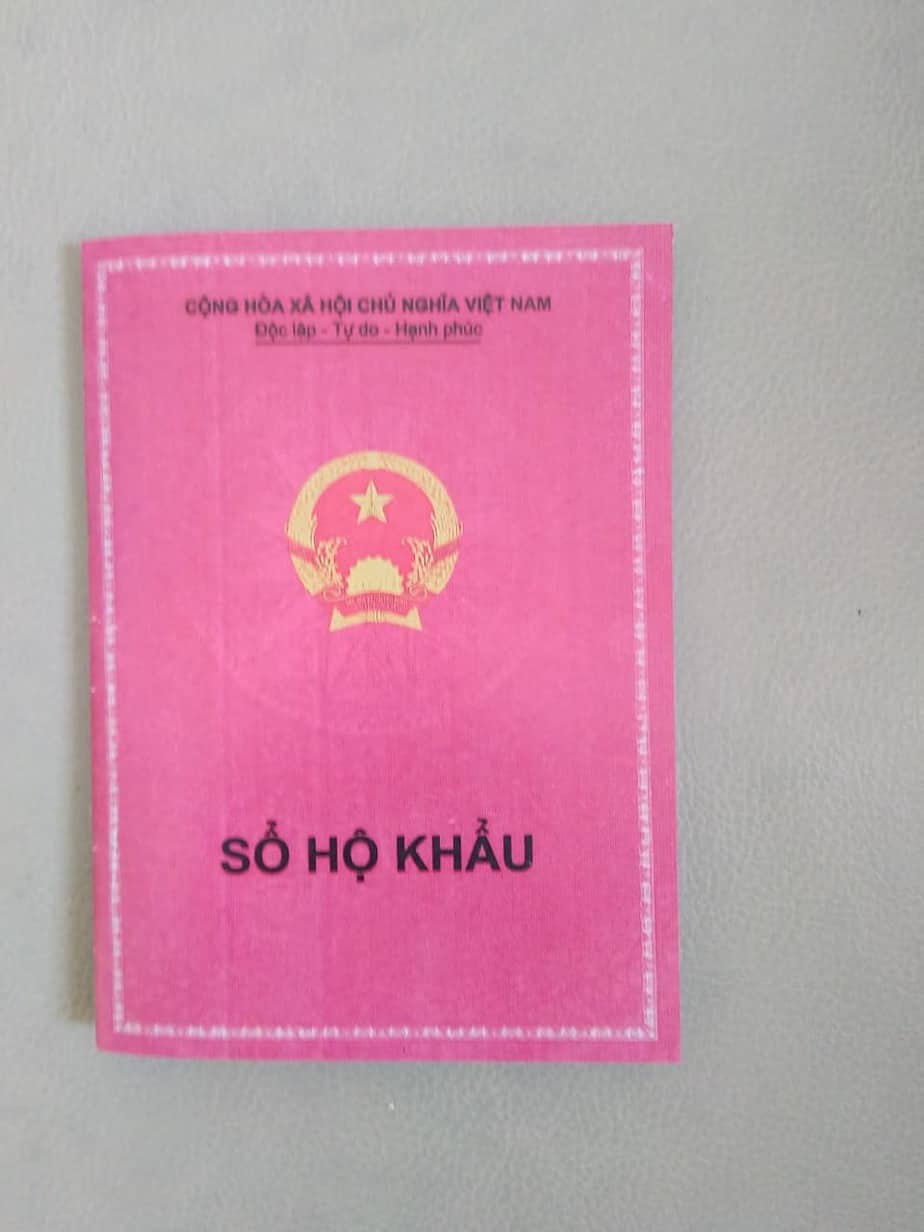 CỘNG HÒA XÃ HỘI CHỦ NGHĨA VIỆT NAM
Độc lập - Tự do - Hạnh phúc
SỔ HỘ KHẨU